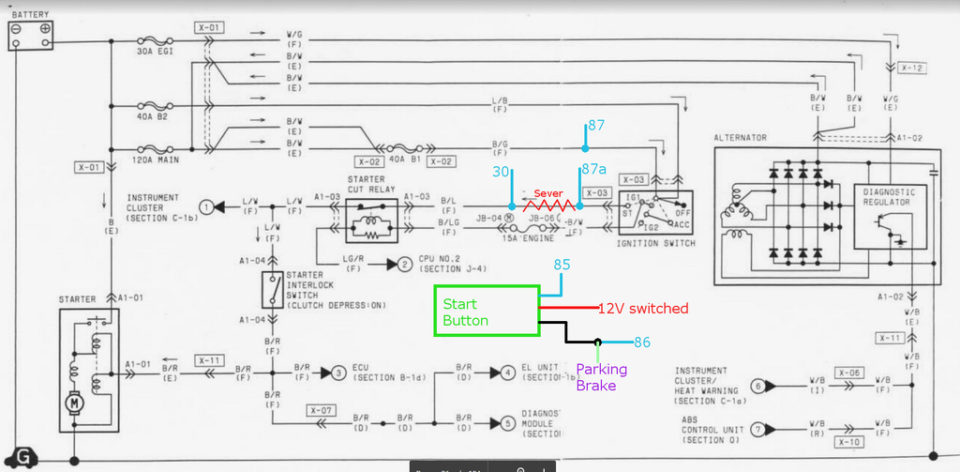 BATTERY
X-01
30A EGI
W/G
(F)
B/W
(E)
B/W
(E)
X-12
B/W
(E)
B/W
(E)
W/G
(E)
40A B2
L/B
(F)
B/W
(E)
B/W
(E)
120A MAIN
X-01
X-02
40A B1
X-02
B/G
(F)
87
ALTERNATOR
A1-02
STARTER
CUT RELAY
30
87a
X-03
Sever
X-03
DIAGNOSTIC
REGULATOR
INSTRUMENT
CLUSTER
(SECTION C-1b)
1
L/W
(F)
L/W
(F)
A1-03
A1-03
B/L
(F)
B/LG
(F)
JB-04
JB-06
15A ENGINE
B/W
(F)
IG1
ST
OFF
ACC
IG2
IGNITION SWITCH
B
(E)
L/W
(F)
LG/R
(F)
2
CPU NO.2
(SECTION J-4)
A1-04
STARTER
INTERLOCK
SWITCH
(CLUTCH DEPRESS:ON)
A1-04
85
Start
Button
12V switched
86
Parking
Brake
STARTER
A1-01
A1-02
W/B
(E)
X-11
W/B
(F)
B/R
(F)
A1-01
B/R
(E)
X-11
B/R
(F)
B/R
(F)
3
ECU
(SECTION B-1d)
B/R
(D)
4
EL UNIT
B/R
(F)
X-07
B/R
(D)
B/R
(D)
B/R
(D)
5
DIAGNOS
MODULE
(SECTIO
M
INSTRUMENT
CLUSTER/
HEAT WARNING
(SECTION C-1a)
6
W/B
(I)
X-06
W/B
(F)
ABS
CONTROL UNIT
(SECTION Q)
7
W/B
(R)
X-10
W/B
(F)
G